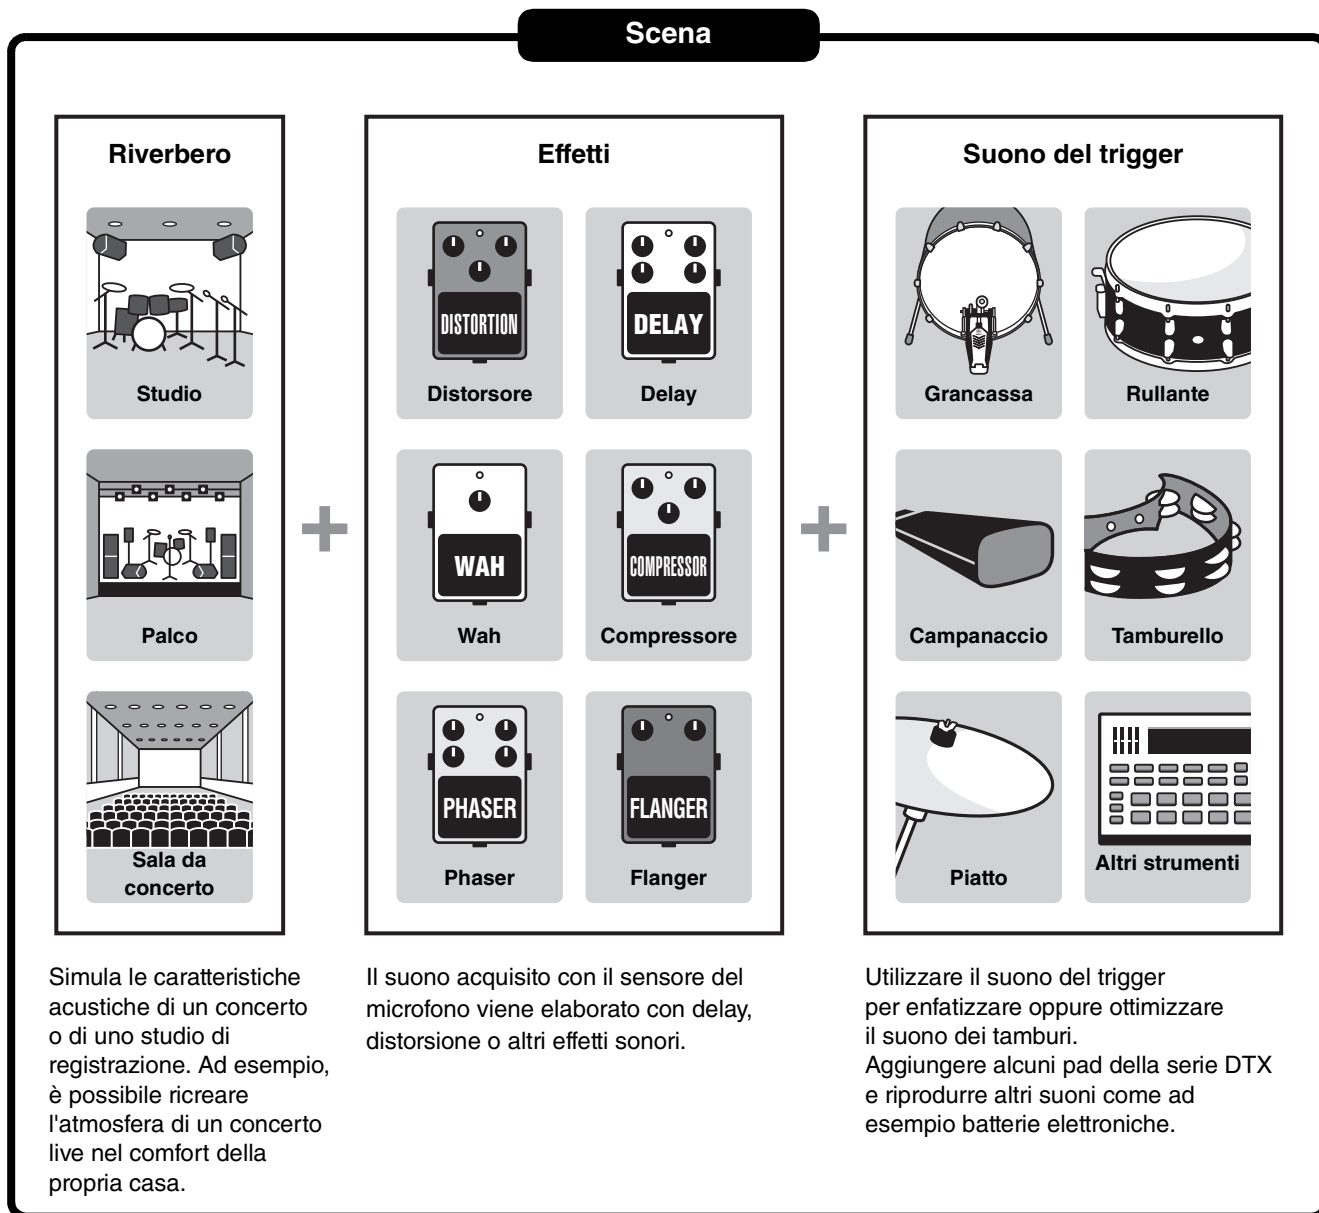 Scena
Riverbero
Studio
Palco
Sala da
concerto
Effetti
DISTORTION
DELAY
Distorsore
Delay
WAH
COMPRESSOR
Wah
Compressore
PHASER
FLANGER
Phaser
Flanger
Suono del trigger
Grancassa
Rullante
Campanaccio
Tamburello
Piatto
Altri strumenti
Simula le caratteristiche
acustiche di un concerto
o di uno studio di
registrazione. Ad esempio,
è possibile ricreare
l'atmosfera di un concerto
live nel comfort della
propria casa.
Il suono acquisito con il sensore del
microfono viene elaborato con delay,
distorsione o altri effetti sonori.
Utilizzare il suono del trigger
per enfatizzare oppure ottimizzare
il suono dei tamburi.
Aggiungere alcuni pad della serie DTX
e riprodurre altri suoni come ad
esempio batterie elettroniche.